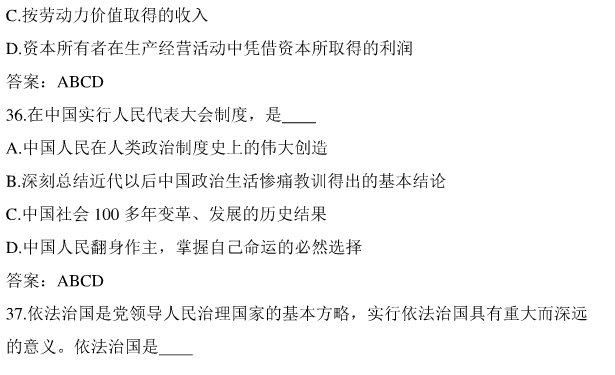 C.按劳动力价值取得的收入
D.资本所有者在生产经营活动中凭借资本所取得的利润
答案：ABCD
36.在中国实行人民代表大会制度，是____
A.中国人民在人类政治制度史上的伟大创造
B.深刻总结近代以后中国政治生活惨痛教训得出的基本结论
C.中国社会 100 多年变革、发展的历史结果
D.中国人民翻身作主，掌握自己命运的必然选择
答案：ABCD
37.依法治国是党领导人民治理国家的基本方略，实行依法治国具有重大而深远
的意义。依法治国是____